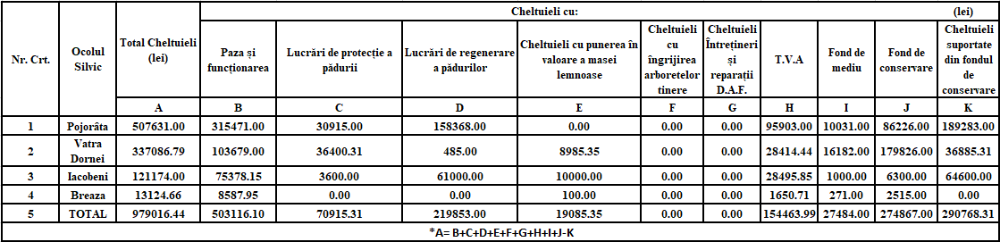 Cheltuieli cu: (lei)
Nr. Crt. Ocolul Silvic Total Cheltuieli (lei) Paza și funcționarea Lucrări de protecție a pădurii Lucrări de regenerare a pădurilor Cheltuieli cu punerea în valoare a masei lemnoase Cheltuieli cu îngrijirea arboretelor tinere Cheltuieli Întrețineri și reparații D.A.F. T.V.A Fond de mediu Fond de conservare Cheltuieli suportate din fondul de conservare
A B C D E F G H I J K
1 Pojorâta 507631.00 315471.00 30915.00 158368.00 0.00 0.00 0.00 95903.00 10031.00 86226.00 189283.00
2 Vatra Dornei 337086.79 103679.00 36400.31 485.00 8985.35 0.00 0.00 28414.44 16182.00 179826.00 36885.31
3 Iacobeni 121174.00 75378.15 3600.00 61000.00 10000.00 0.00 0.00 28495.85 1000.00 6300.00 64600.00
4 Breaza 13124.66 8587.95 0.00 0.00 100.00 0.00 0.00 1650.71 271.00 2515.00 0.00
5 TOTAL 979016.44 503116.10 70915.31 219853.00 19085.35 0.00 0.00 154463.99 27484.00 274867.00 290768.31
*A= B+C+D+E+F+G+H+I+J-K